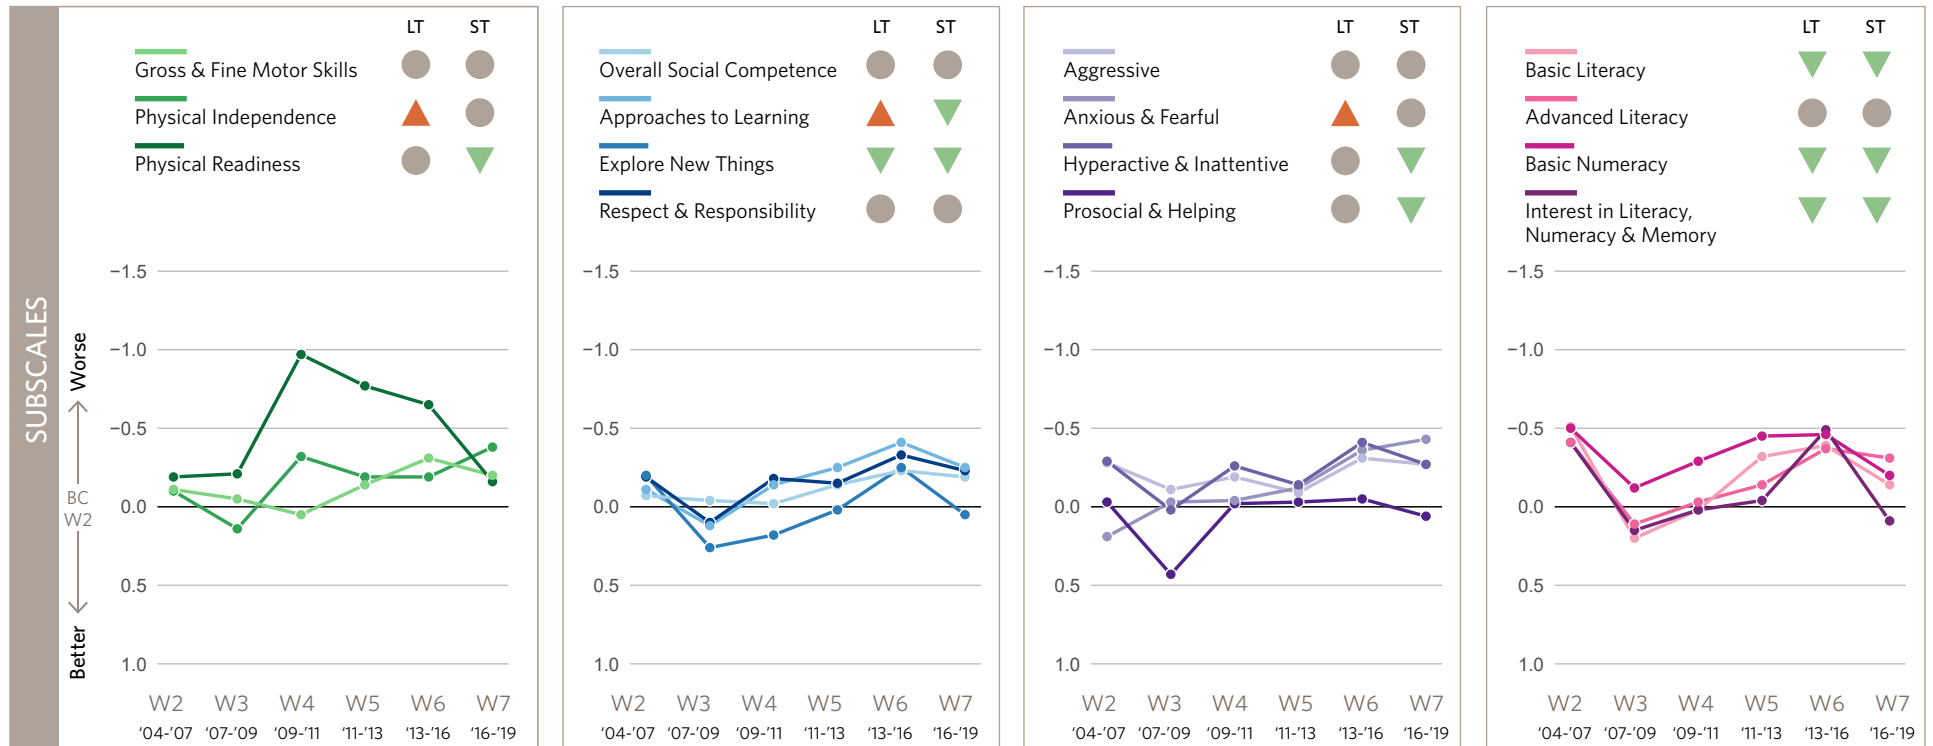 SUBSCALES
Worse
BC
W2
Better
LT ST
Gross & Fine Motor Skills
Physical Independence
Physical Readiness
−1.5
−1.0
−0.5
0.0
0.5
1.0
W2 W3 W4 W5 W6 W7
‘04-’07 ‘07-’09 ‘09-’11 ‘11-’13 ‘13-’16 ‘16-’19
LT ST
Overall Social Competence
Approaches to Learning
Explore New Things
Respect & Responsibility
−1.5
−1.0
−0.5
0.0
0.5
1.0
W2 W3 W4 W5 W6 W7
‘04-’07 ‘07-’09 ‘09-’11 ‘11-’13 ‘13-’16 ‘16-’19
LT ST
Aggressive
Anxious & Fearful
Hyperactive & Inattentive
Prosocial & Helping
−1.5
−1.0
−0.5
0.0
0.5
1.0
W2 W3 W4 W5 W6 W7
‘04-’07 ‘07-’09 ‘09-’11 ‘11-’13 ‘13-’16 ‘16-’19
LT ST
Basic Literacy
Advanced Literacy
Basic Numeracy
Interest in Literacy,
Numeracy & Memory
−1.5
−1.0
−0.5
0.0
0.5
1.0
W2 W3 W4 W5 W6 W7
‘04-’07 ‘07-’09 ‘09-’11 ‘11-’13 ‘13-’16 ‘16-’19